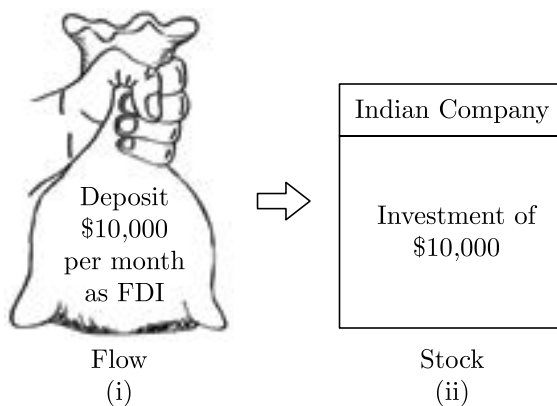 Deposit
$10,000
per month
as FDI
Flow
(i)
Indian Company
Investment of
$10,000
Stock
(ii)